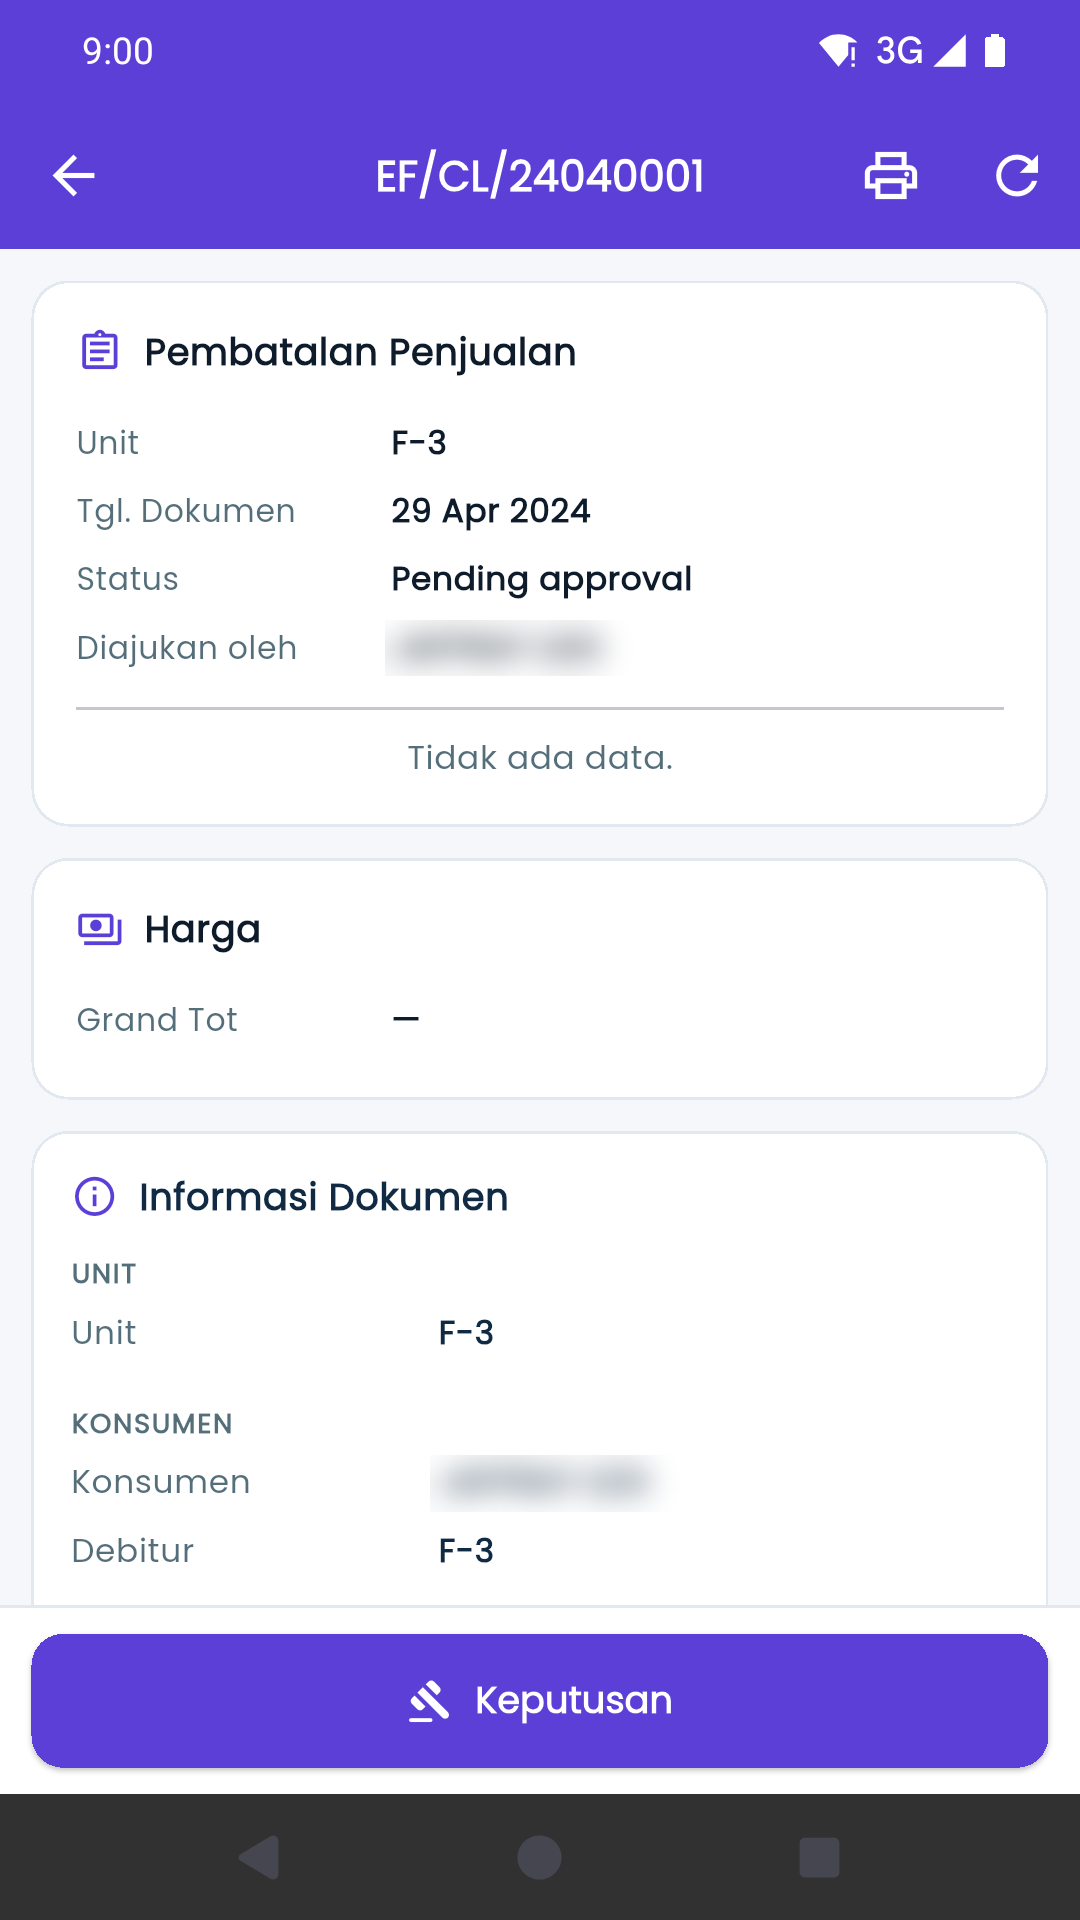 9:00
3G
EF/CL/24040001
Pembatalan Penjualan
Unit F-3
Tgl. Dokumen 29 Apr 2024
Status Pending approval
Diajukan oleh
Tidak ada data.
Harga
Grand Tot —
Informasi Dokumen
UNIT
Unit F-3
KONSUMEN
Konsumen
Debitur F-3
Keputusan